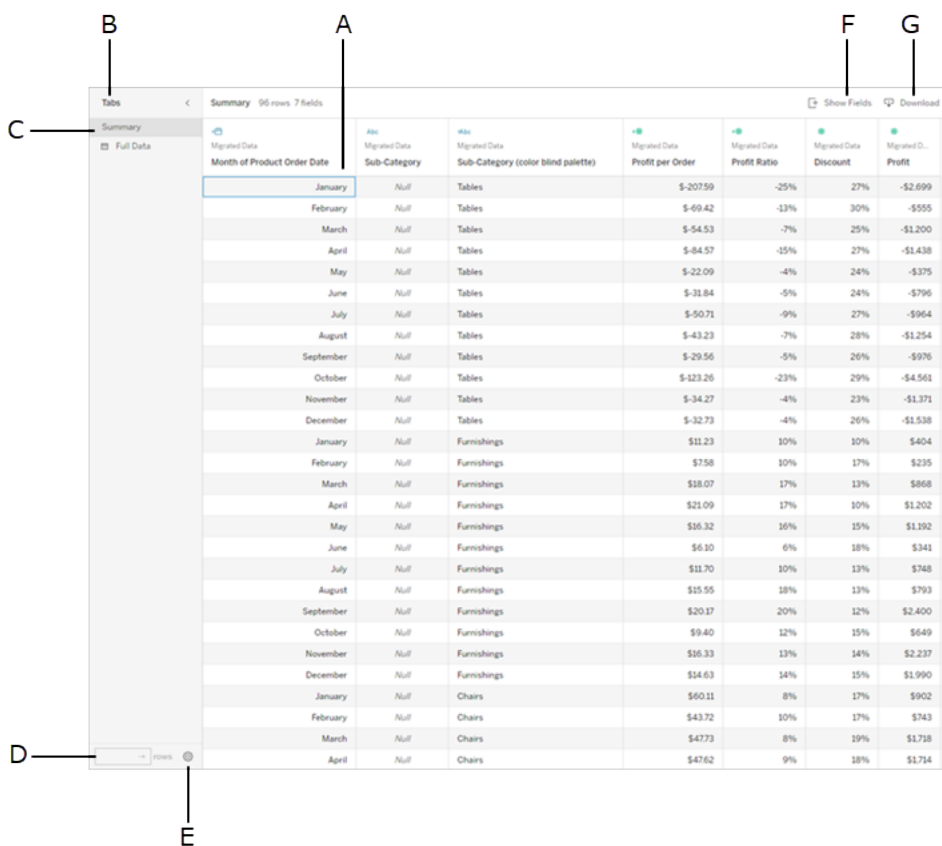 B A F G
Tabs < Summary 96 rows 7 fields Show Fields Download
C Summary
Full Data
Abc Abc
Migrated Data Migrated Data Migrated Data Migrated Data Migrated Data Migrated Data Migrated D...
Month of Product Order Date Sub-Category Sub-Category (color blind palette) Profit per Order Profit Ratio Discount Profit
January Null Tables $-207.59 -25% 27% -$2,699
February Null Tables $-69.42 -13% 30% -$555
March Null Tables $-54.53 -7% 25% -$1,200
April Null Tables $-84.57 -15% 27% -$1,438
May Null Tables $-22.09 -4% 24% -$375
June Null Tables $-31.84 -5% 24% -$796
July Null Tables $-50.71 -9% 27% -$964
August Null Tables $-43.23 -7% 28% -$1,254
September Null Tables $-29.56 -5% 26% -$976
October Null Tables $-123.26 -23% 29% -$4,561
November Null Tables $-34.27 -4% 23% -$1,371
December Null Tables $-32.73 -4% 26% -$1,538
January Null Furnishings $11.23 10% 10% $404
February Null Furnishings $7.58 10% 17% $235
March Null Furnishings $18.07 17% 13% $868
April Null Furnishings $21.09 17% 10% $1,202
May Null Furnishings $16.32 16% 15% $1,192
June Null Furnishings $6.10 6% 18% $341
July Null Furnishings $11.70 10% 13% $748
August Null Furnishings $15.55 18% 13% $793
September Null Furnishings $20.17 20% 12% $2,400
October Null Furnishings $9.40 12% 15% $649
November Null Furnishings $16.33 13% 14% $2,237
December Null Furnishings $14.63 14% 15% $1,990
January Null Chairs $60.11 8% 17% $902
February Null Chairs $43.72 10% 17% $743
March Null Chairs $47.73 8% 19% $1,718
D → rows April Null Chairs $47.62 9% 18% $1,714
E